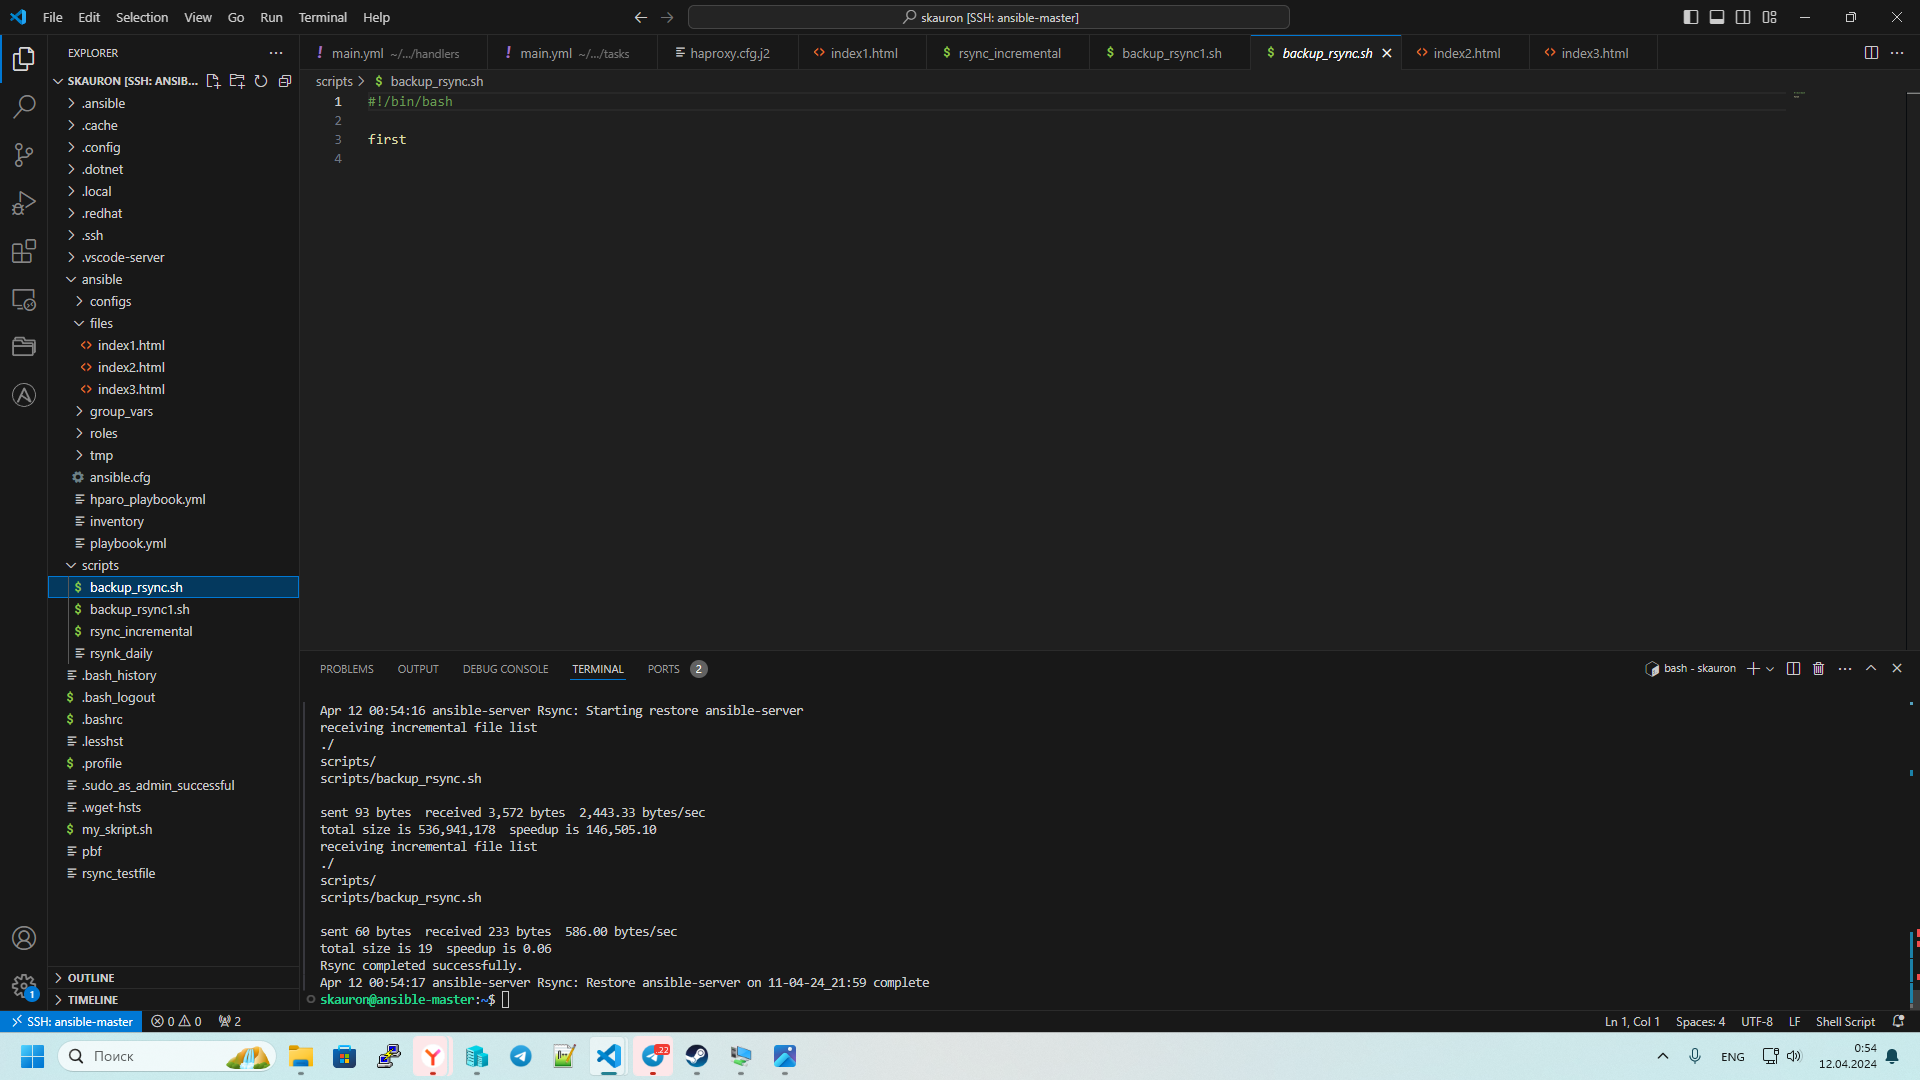 File Edit Selection View Go Run Terminal Help
skauron [SSH: ansible-master]
EXPLORER
SKAURON [SSH: ANSIB...
.ansible
.cache
.config
.dotnet
.local
.redhat
.ssh
.vscode-server
ansible
configs
files
index1.html
index2.html
index3.html
group_vars
roles
tmp
ansible.cfg
hparo_playbook.yml
inventory
playbook.yml
scripts
backup_rsync.sh
backup_rsync1.sh
rsync_incremental
rsynk_daily
.bash_history
.bash_logout
.bashrc
.lesshst
.profile
.sudo_as_admin_successful
.wget-hsts
my_skript.sh
pbf
rsync_testfile
OUTLINE
TIMELINE
main.yml ~/.../handlers
main.yml ~/.../tasks
haproxy.cfg.j2
index1.html
rsync_incremental
backup_rsync1.sh
backup_rsync.sh
index2.html
index3.html
scripts > $ backup_rsync.sh
1 #!/bin/bash
2
3 first
4
PROBLEMS OUTPUT DEBUG CONSOLE TERMINAL PORTS 2
bash - skauron
Apr 12 00:54:16 ansible-server Rsync: Starting restore ansible-server
receiving incremental file list
./
scripts/
scripts/backup_rsync.sh
sent 93 bytes  received 3,572 bytes  2,443.33 bytes/sec
total size is 536,941,178  speedup is 146,505.10
receiving incremental file list
./
scripts/
scripts/backup_rsync.sh
sent 60 bytes  received 233 bytes  586.00 bytes/sec
total size is 19  speedup is 0.06
Rsync completed successfully.
Apr 12 00:54:17 ansible-server Rsync: Restore ansible-server on 11-04-24_21:59 complete
skauron@ansible-master:~$
SSH: ansible-master 0 0 2
Ln 1, Col 1 Spaces: 4 UTF-8 LF Shell Script
Поиск
22
ENG
0:54
12.04.2024